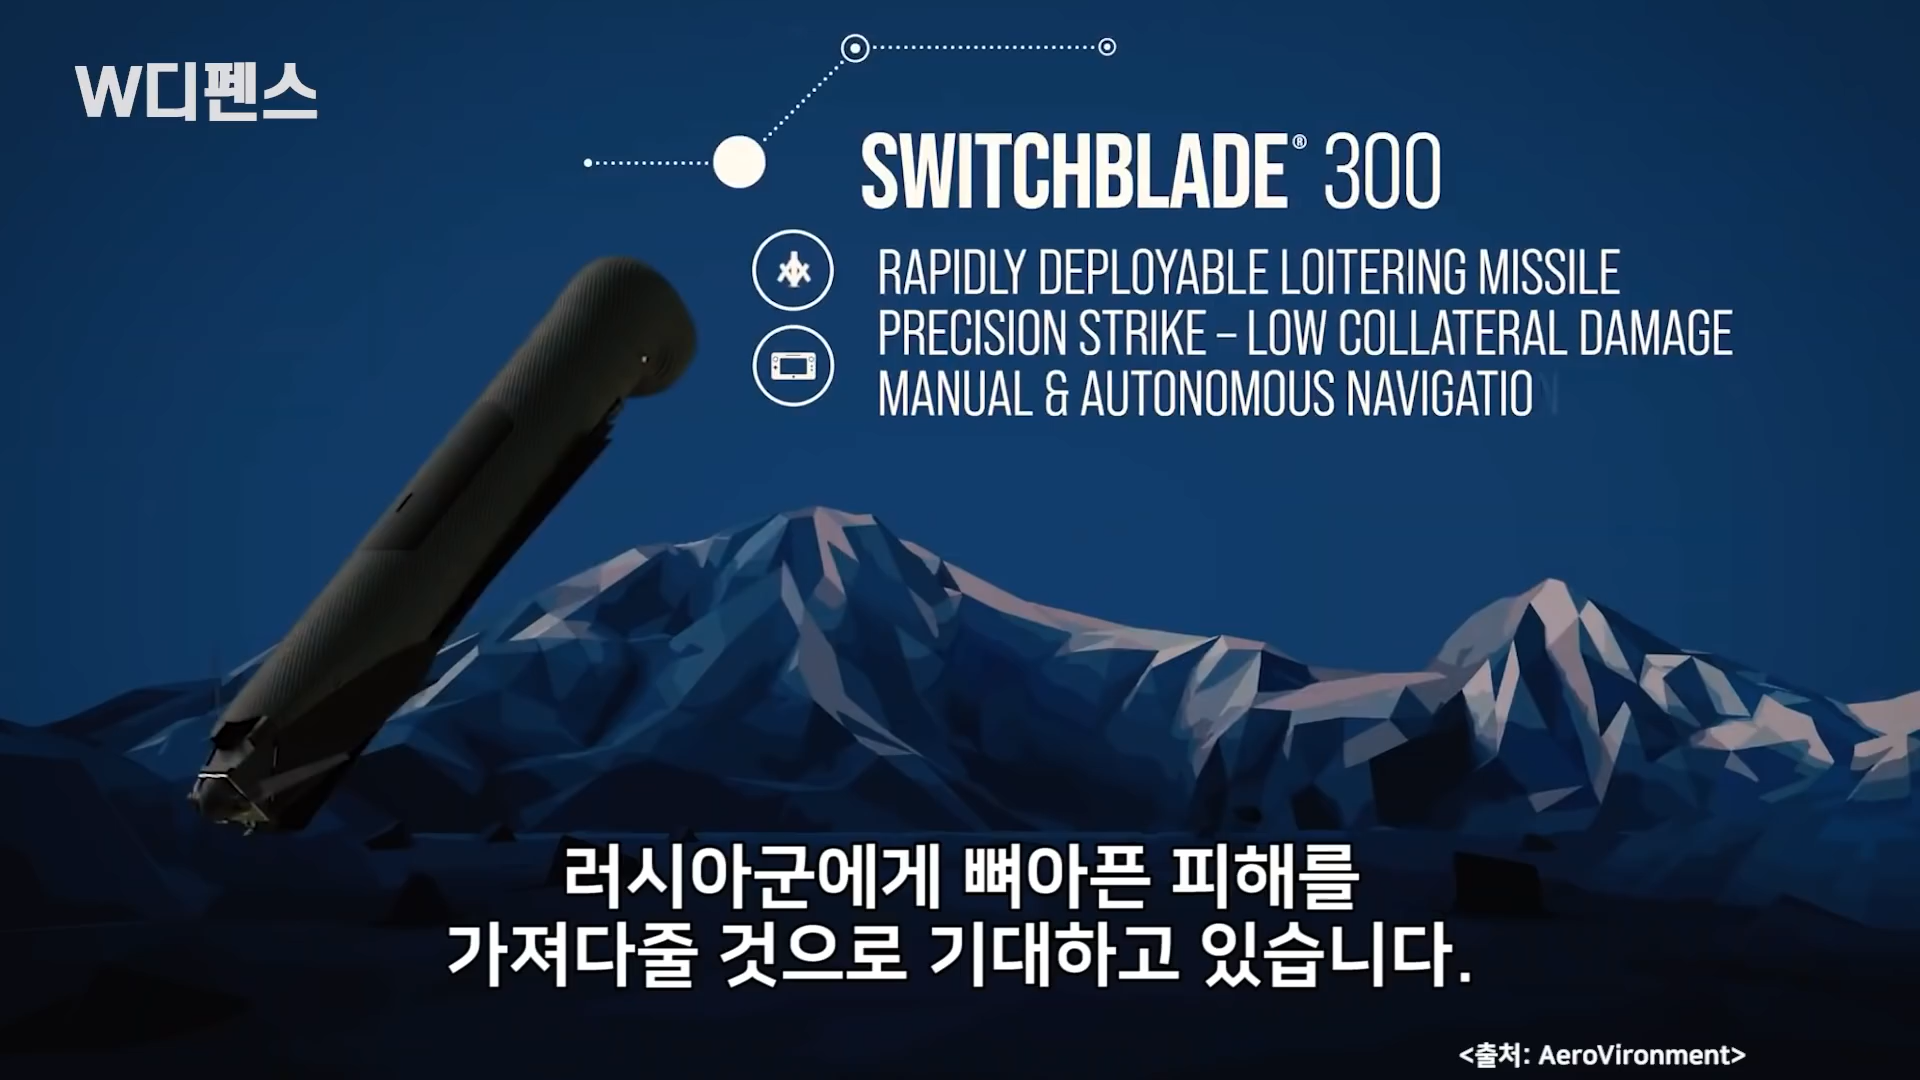 W디펜스
SWITCHBLADE® 300
RAPIDLY DEPLOYABLE LOITERING MISSILE
PRECISION STRIKE – LOW COLLATERAL DAMAGE
MANUAL & AUTONOMOUS NAVIGATION
러시아군에게 뼈아픈 피해를
가져다줄 것으로 기대하고 있습니다.
<출처: AeroVironment>